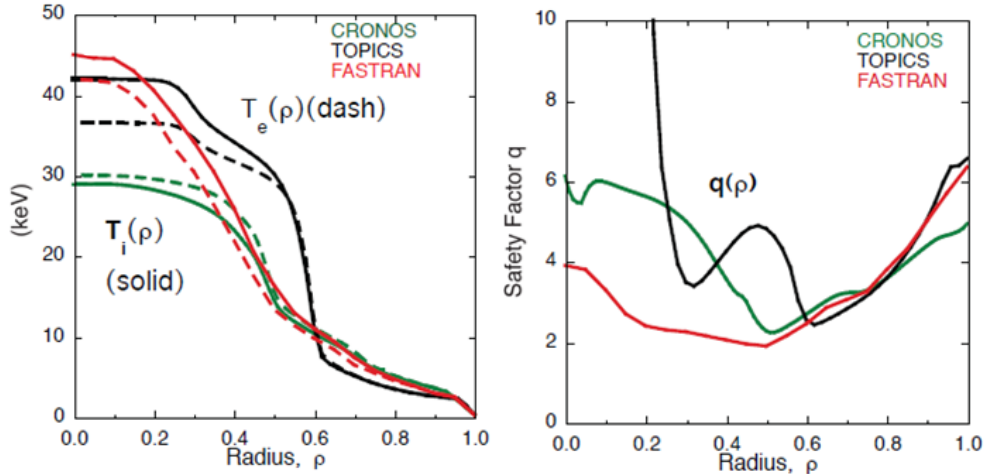 50
40
30
20
10
0
(keV)
CRONOS
TOPICS
FASTRAN
T_e(ρ)(dash)
T_i(ρ)
(solid)
0.0 0.2 0.4 0.6 0.8 1.0
Radius, ρ
10
8
6
4
2
0
Safety Factor q
CRONOS
TOPICS
FASTRAN
q(ρ)
0.0 0.2 0.4 0.6 0.8 1.0
Radius, ρ